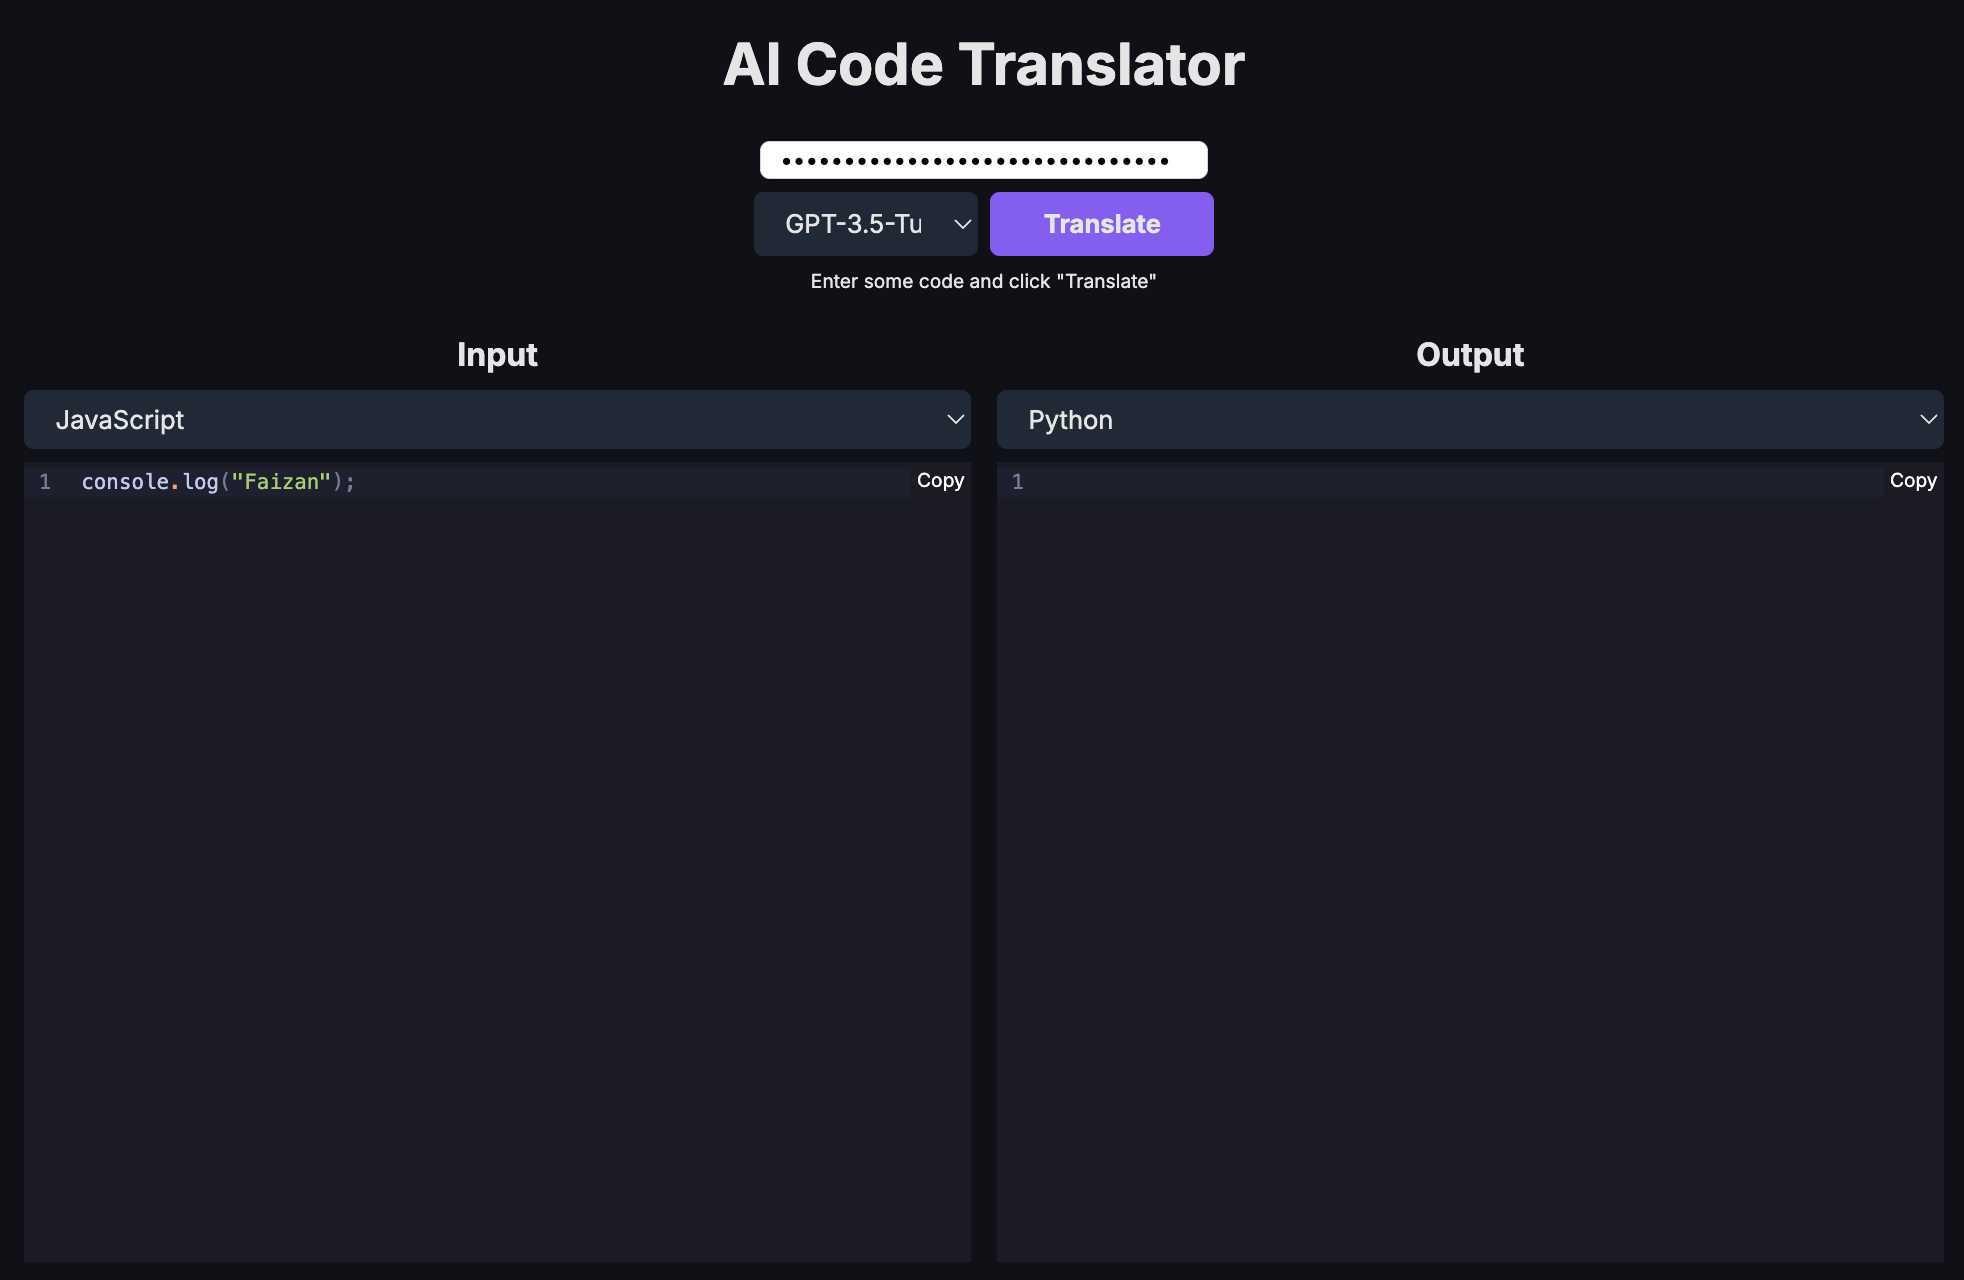 AI Code Translator
•••••••••••••••••••••••••••••••
GPT-3.5-Tu
Translate
Enter some code and click "Translate"
Input
Output
JavaScript
Python
1 console.log("Faizan");
Copy
1
Copy